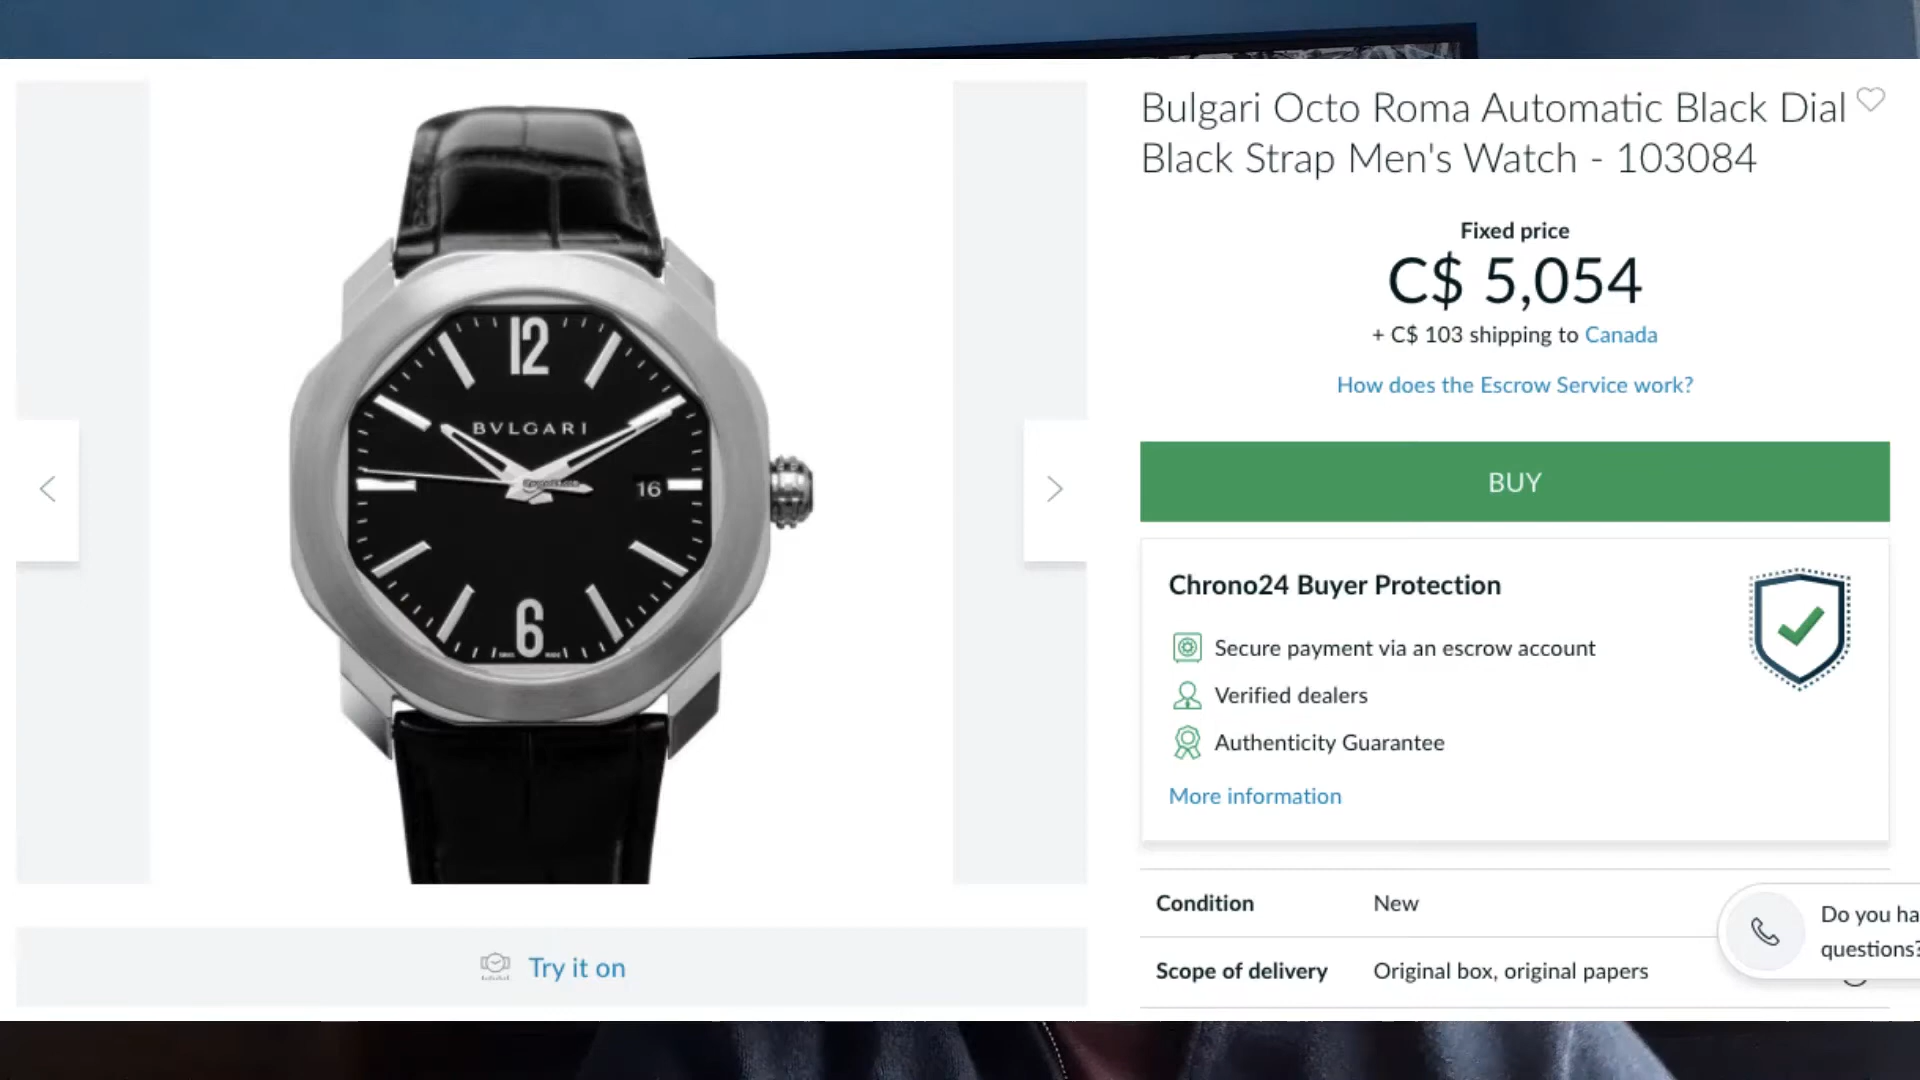 Bulgari Octo Roma Automatic Black Dial
Black Strap Men's Watch - 103084
Fixed price
C$ 5,054
+ C$ 103 shipping to Canada
How does the Escrow Service work?
BUY
Chrono24 Buyer Protection
Secure payment via an escrow account
Verified dealers
Authenticity Guarantee
More information
Condition New
Scope of delivery Original box, original papers
Do you ha
questions?
12
BVLGARI
16
6
Try it on